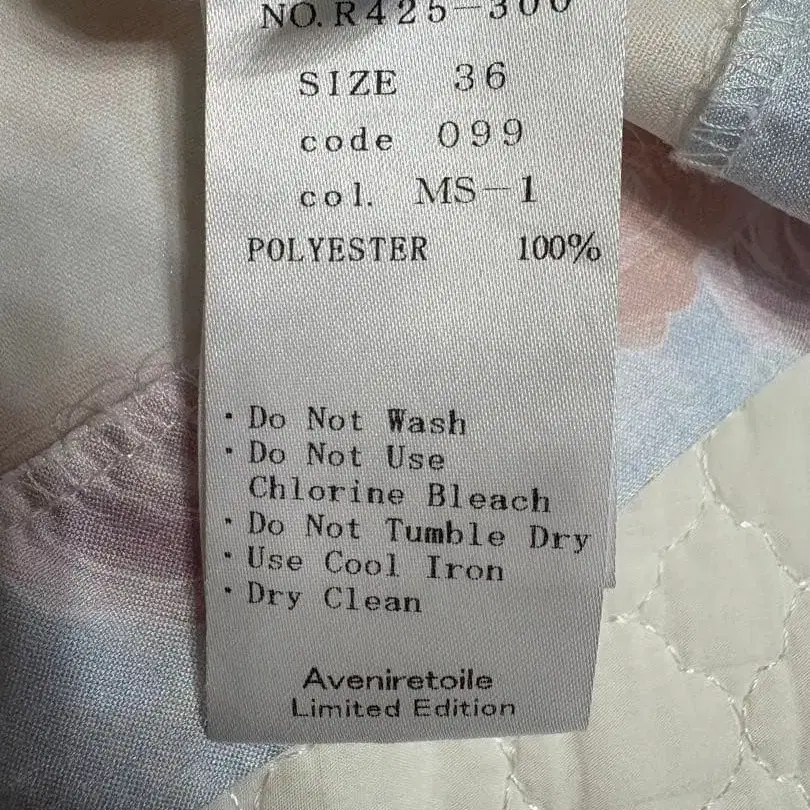 NO. R425-300
SIZE 36
code 099
col. MS-1
POLYESTER 100%
・Do Not Wash
・Do Not Use
Chlorine Bleach
・Do Not Tumble Dry
・Use Cool Iron
・Dry Clean
Aveniretoile
Limited Edition